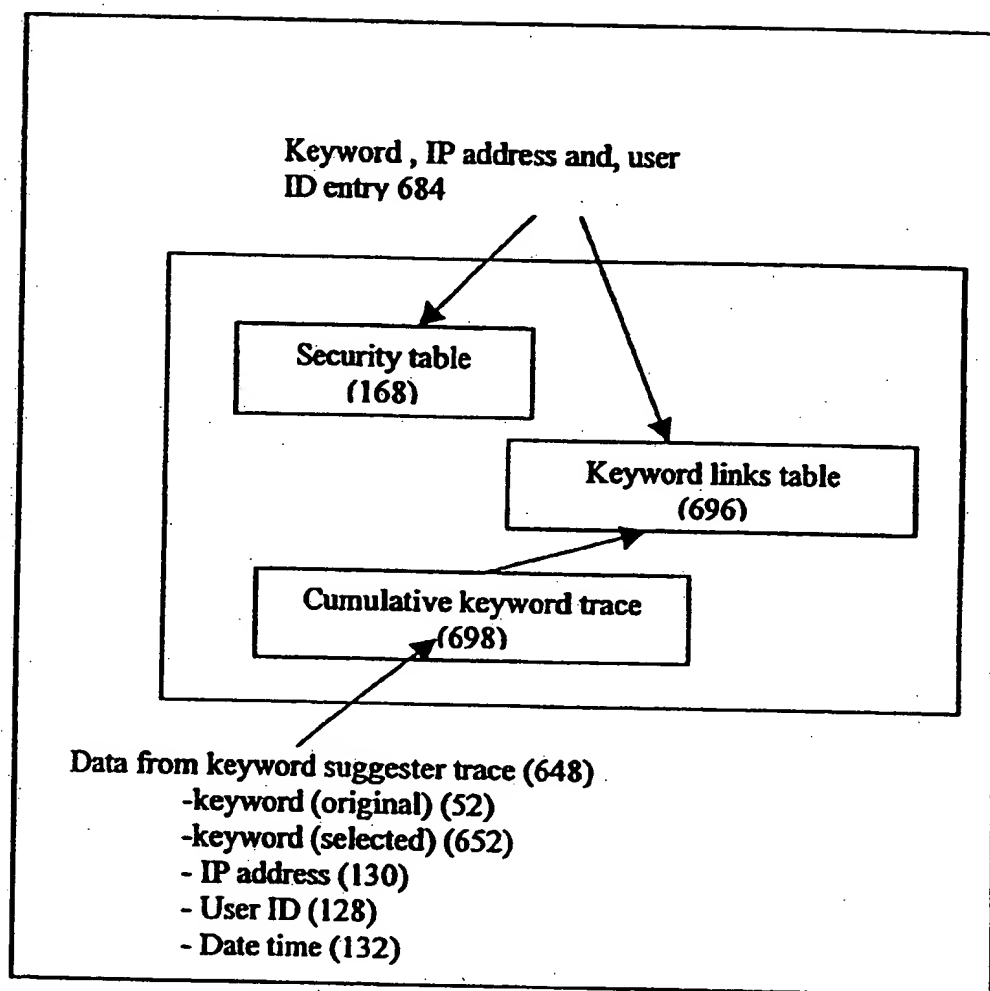 Keyword , IP address and, user
ID entry 684
Security table
(168)
Keyword links table
(696)
Cumulative keyword trace
(698)
Data from keyword suggester trace (648)
-keyword (original) (52)
-keyword (selected) (652)
- IP address (130)
- User ID (128)
- Date time (132)